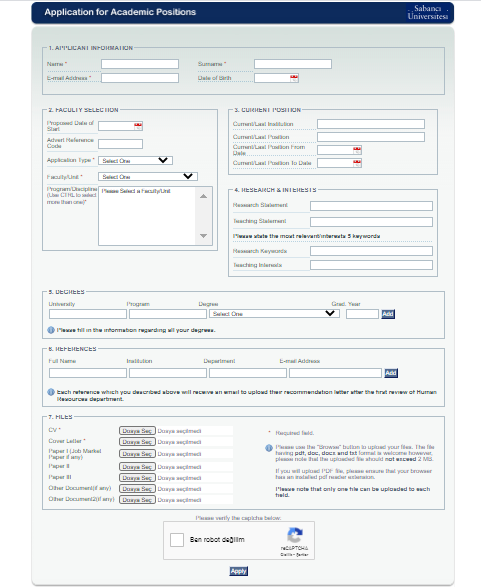 Application for Academic Positions
Sabancı
Üniversitesi
1. APPLICANT INFORMATION
Name *
Surname *
E-mail Address *
Date of Birth
2. FACULTY SELECTION
Proposed Date of
Start
Advert Reference
Code
Application Type *
Select One
Faculty/Unit *
Select One
Program/Discipline
(Use CTRL to select
more than one)*
Please Select a Faculty/Unit
3. CURRENT POSITION
Current/Last Institution
Current/Last Position
Current/Last Position From
Date
Current/Last Position To Date
4. RESEARCH & INTERESTS
Research Statement
Teaching Statement
Please state the most relevant/interests 5 keywords
Research Keywords
Teaching Interests
5. DEGREES
University
Program
Degree
Grad. Year
Select One
Add
Please fill in the information regarding all your degrees.
6. REFERENCES
Full Name
Institution
Department
E-mail Address
Add
Each reference which you described above will receive an email to upload their recommendation letter after the first review of Human
Resources department.
7. FILES
CV *
Dosya Seç
Dosya seçilmedi
Cover Letter *
Dosya Seç
Dosya seçilmedi
Paper I (Job Market
Paper if any)
Dosya Seç
Dosya seçilmedi
Paper II
Dosya Seç
Dosya seçilmedi
Paper III
Dosya Seç
Dosya seçilmedi
Other Document(if any)
Dosya Seç
Dosya seçilmedi
Other Document2(if any)
Dosya Seç
Dosya seçilmedi
* Required field.
Please use the "Browse" button to upload your files. The file
having pdf, doc, docx and txt format is welcome however,
please note that the uploaded file should not exceed 2 MB.
If you will upload PDF file, please ensure that your browser
has an installed pdf reader extension.
Please note that only one file can be uploaded to each
field.
Please verify the captcha below:
Ben robot değilim
reCAPTCHA
Gizlilik - Şartlar
Apply